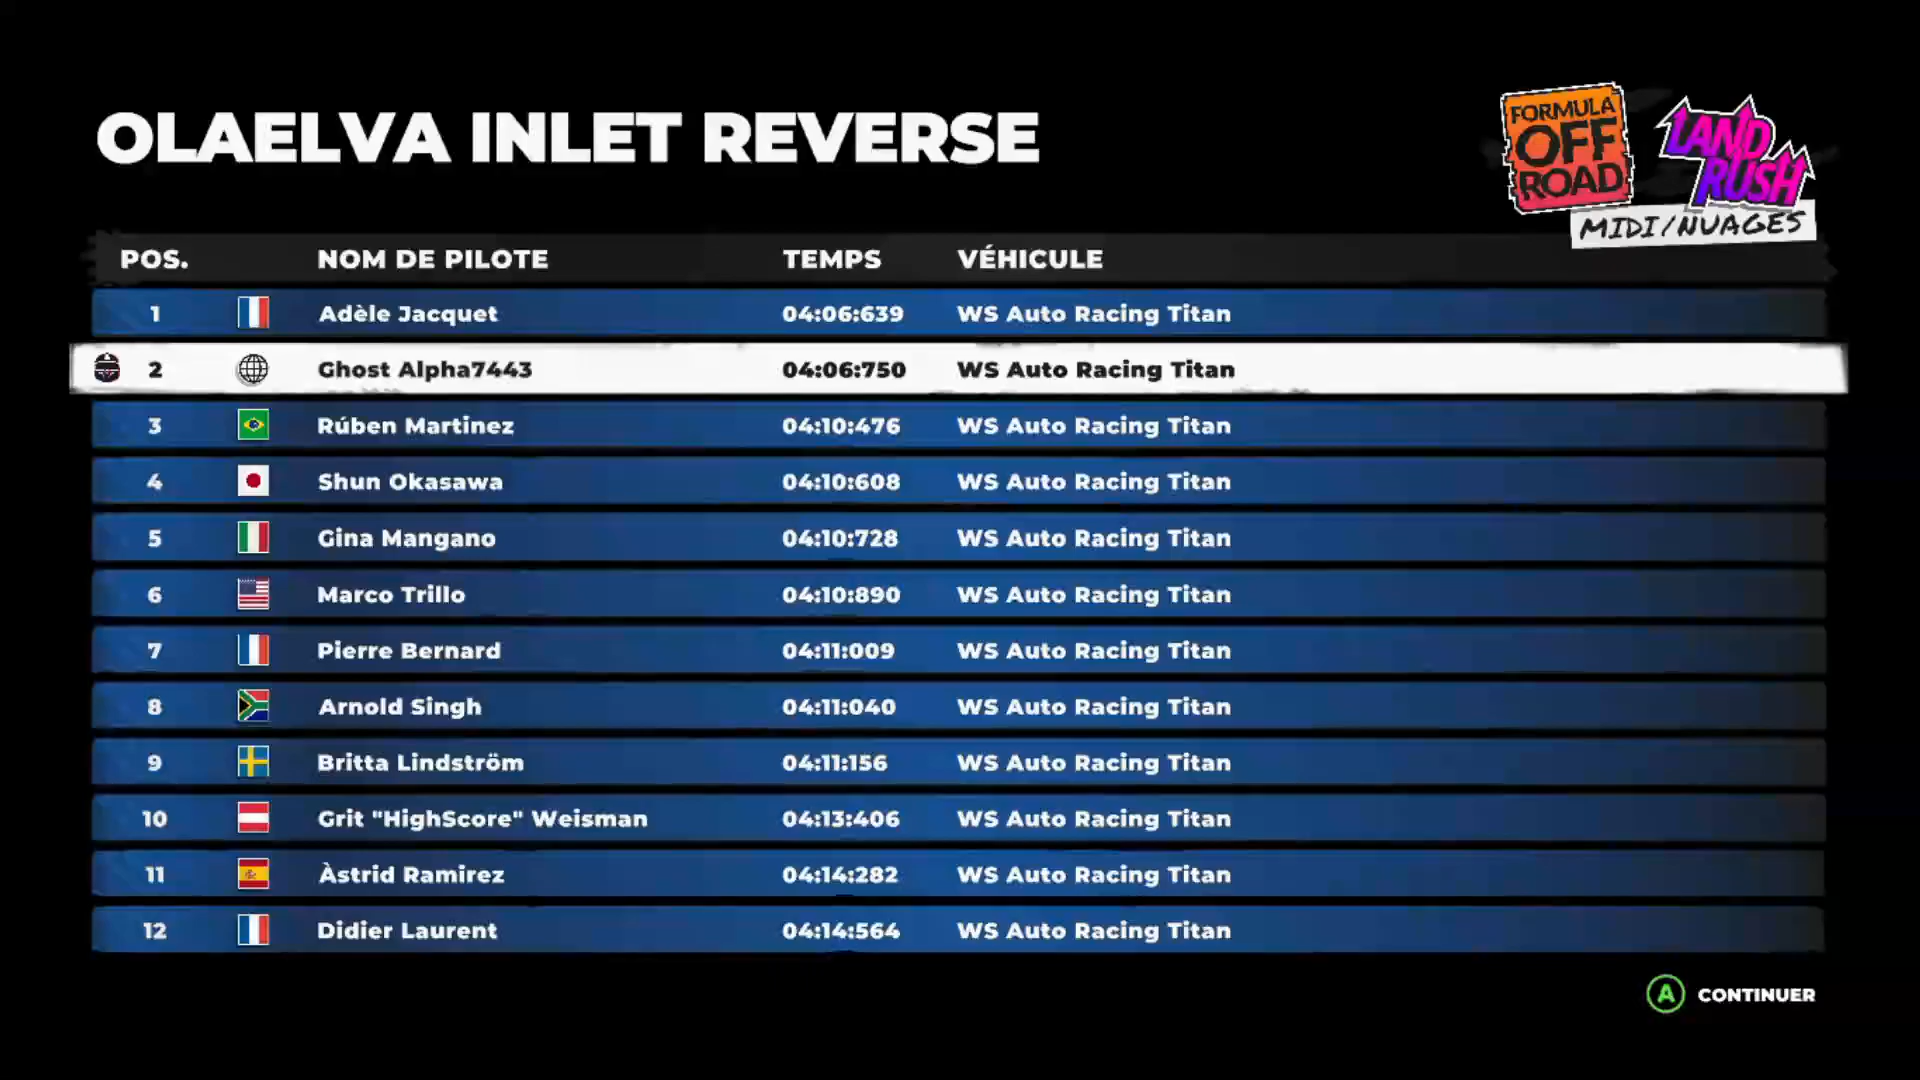 OLAELVA INLET REVERSE
FORMULA
OFF
ROAD
LAND
RUSH
MIDI/NUAGES
POS. NOM DE PILOTE TEMPS VÉHICULE
1 Adèle Jacquet 04:06:639 WS Auto Racing Titan
2 Ghost Alpha7443 04:06:750 WS Auto Racing Titan
3 Rúben Martinez 04:10:476 WS Auto Racing Titan
4 Shun Okasawa 04:10:608 WS Auto Racing Titan
5 Gina Mangano 04:10:728 WS Auto Racing Titan
6 Marco Trillo 04:10:890 WS Auto Racing Titan
7 Pierre Bernard 04:11:009 WS Auto Racing Titan
8 Arnold Singh 04:11:040 WS Auto Racing Titan
9 Britta Lindström 04:11:156 WS Auto Racing Titan
10 Grit "HighScore" Weisman 04:13:406 WS Auto Racing Titan
11 Àstrid Ramirez 04:14:282 WS Auto Racing Titan
12 Didier Laurent 04:14:564 WS Auto Racing Titan
A CONTINUER